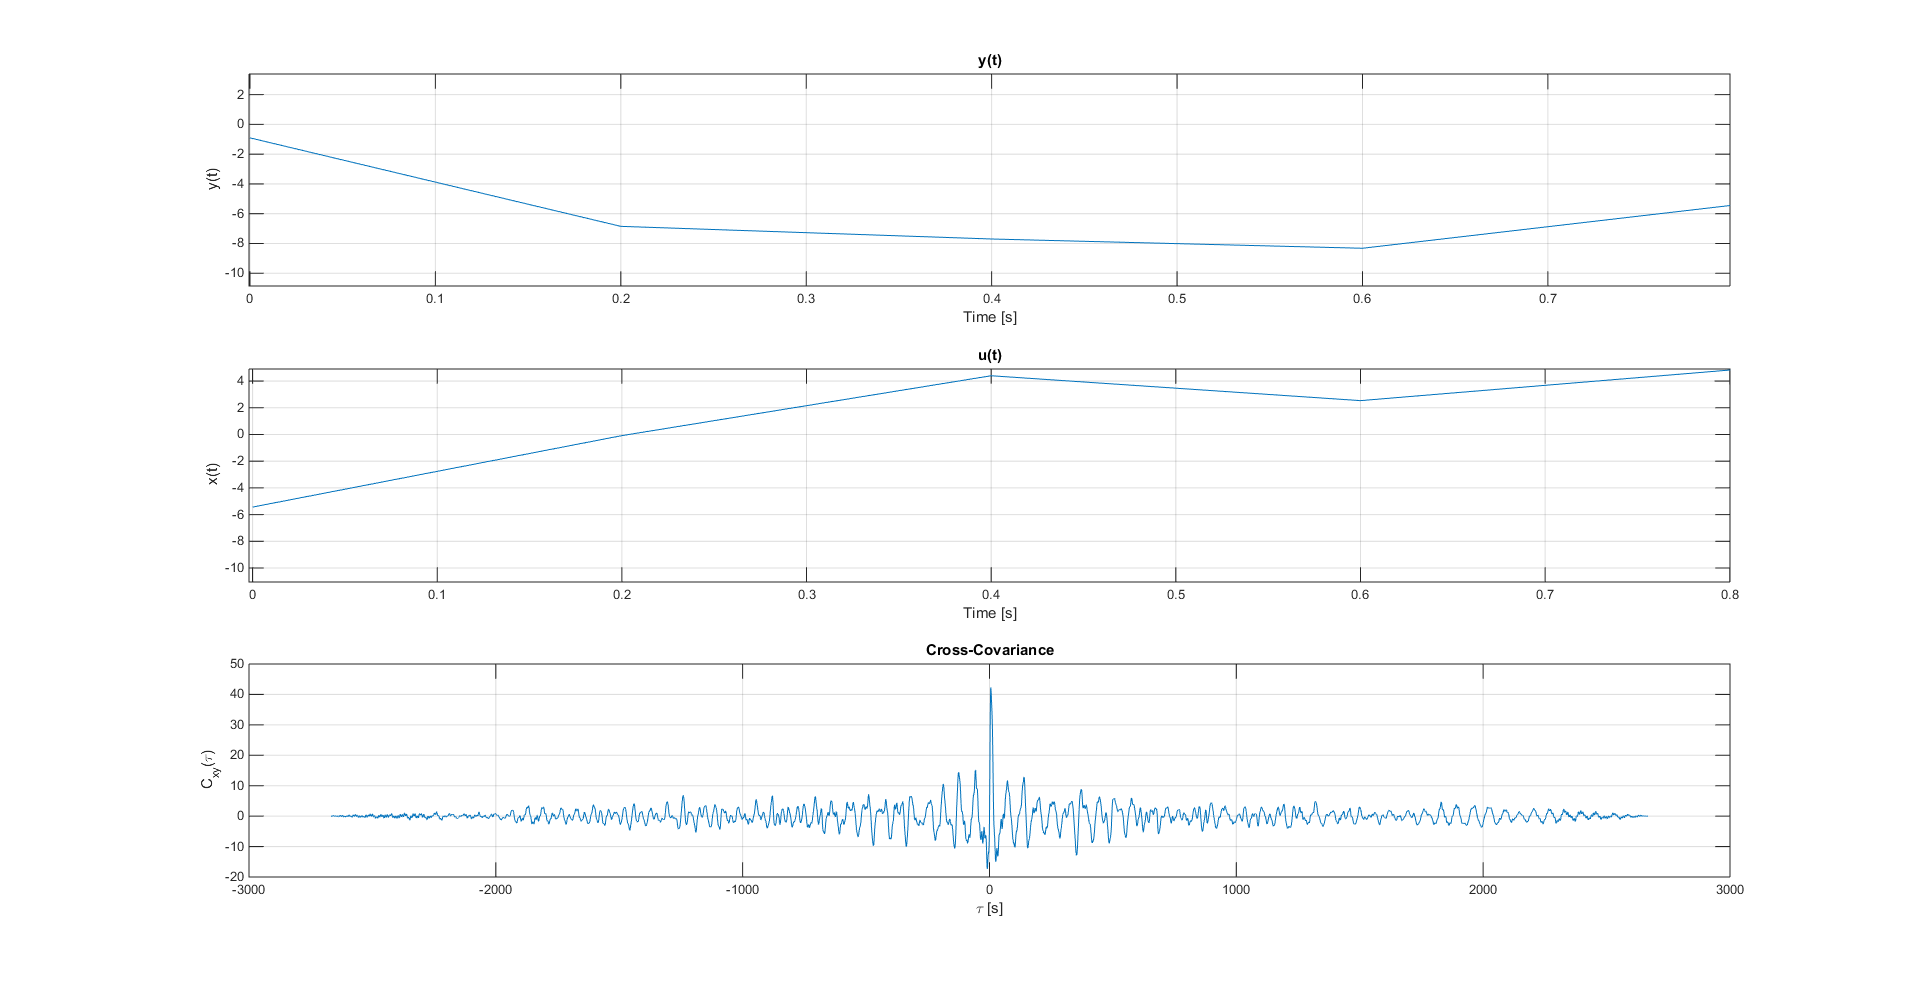 y(t)
y(t)
2
0
-2
-4
-6
-8
-10
0 0.1 0.2 0.3 0.4 0.5 0.6 0.7
Time [s]
u(t)
x(t)
4
2
0
-2
-4
-6
-8
-10
0 0.1 0.2 0.3 0.4 0.5 0.6 0.7 0.8
Time [s]
Cross-Covariance
C_xy(τ)
50
40
30
20
10
0
-10
-20
-3000 -2000 -1000 0 1000 2000 3000
τ [s]